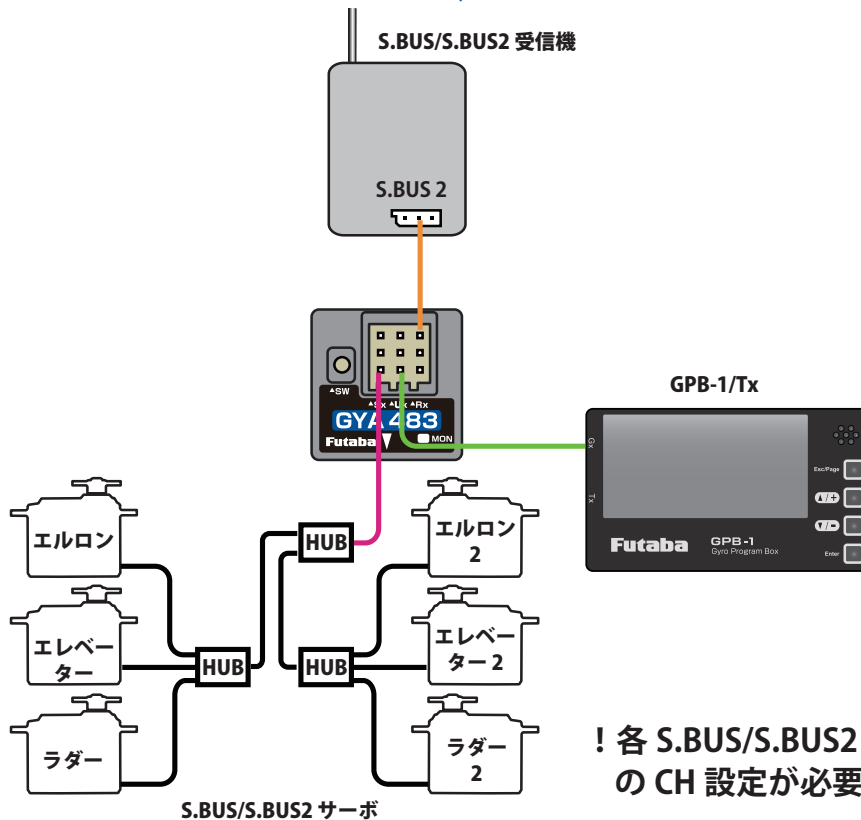 S.BUS/S.BUS2 受信機
S.BUS 2
▲SW
▲Sx ▲Ux ▲Rx
GYA483
Futaba
MON
GPB-1/Tx
Gx
Tx
Esc/Page
▲/+
▼/-
Enter
Futaba
GPB-1
Gyro Program Box
エルロン
エレベー
ター
ラダー
HUB
HUB
HUB
エルロン
2
エレベー
ター 2
ラダー
2
S.BUS/S.BUS2 サーボ
！各 S.BUS/S.BUS2
の CH 設定が必要